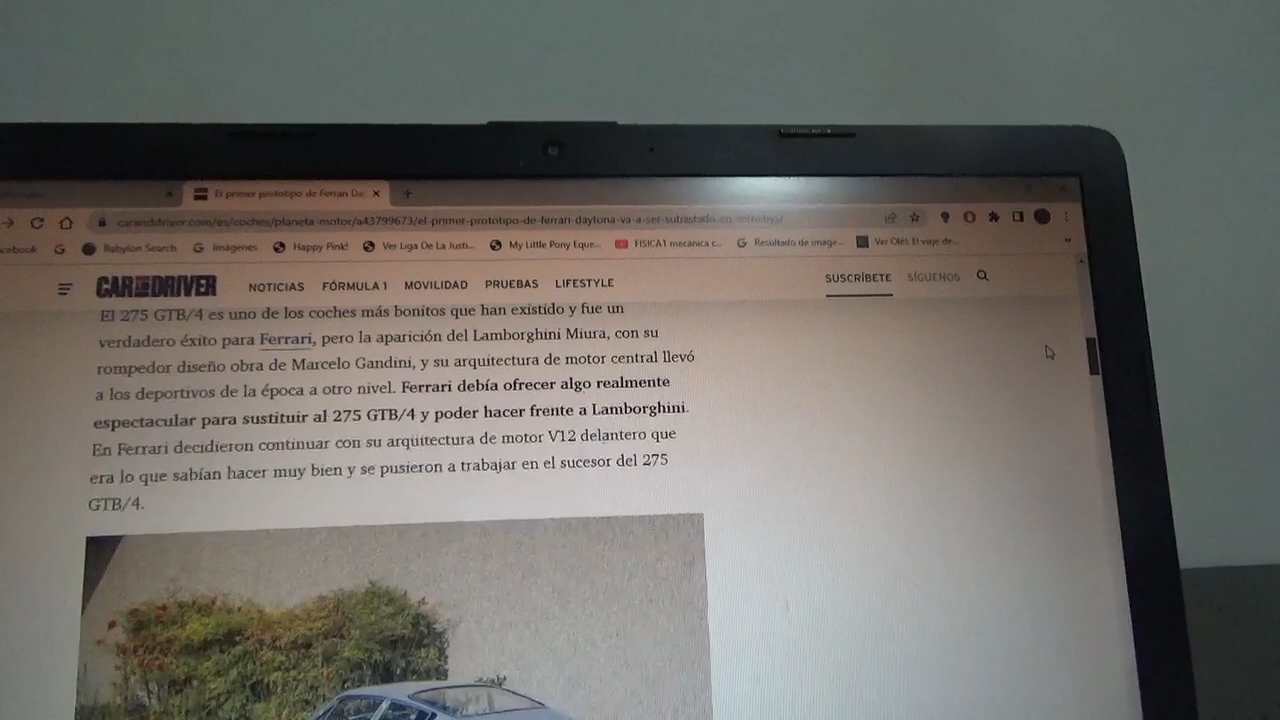 El primer prototipo de Ferrari Da
caranddriver.com/es/coches/planeta-motor/a43799673/el-primer-prototipo-de-ferrari-daytona-va-a-ser-subastado-
cebook
Babylon Search
Imágenes
Happy Pink!
Ver Liga De La Justi...
My Little Pony Eque...
FISICA1 mecanica c...
Resultado de image...
Ver Olé!: El viaje de...
CAR AND DRIVER
NOTICIAS
FÓRMULA 1
MOVILIDAD
PRUEBAS
LIFESTYLE
SUSCRÍBETE
SÍGUENOS
El 275 GTB/4 es uno de los coches más bonitos que han existido y fue un
verdadero éxito para Ferrari, pero la aparición del Lamborghini Miura, con su
rompedor diseño obra de Marcelo Gandini, y su arquitectura de motor central llevó
a los deportivos de la época a otro nivel. Ferrari debía ofrecer algo realmente
espectacular para sustituir al 275 GTB/4 y poder hacer frente a Lamborghini.
En Ferrari decidieron continuar con su arquitectura de motor V12 delantero que
era lo que sabían hacer muy bien y se pusieron a trabajar en el sucesor del 275
GTB/4.